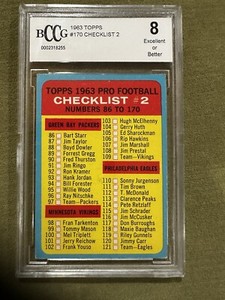 BCCG
1963 TOPPS
#170 CHECKLIST 2
0002318255
8
Excellent
or
Better
TOPPS 1963 PRO FOOTBALL
CHECKLIST #2
NUMBERS 86 TO 170
GREEN BAY PACKERS
86 Bart Starr
87 Jim Taylor
88 Boyd Dowler
89 Forrest Gregg
90 Fred Thurston
91 Jim Ringo
92 Ron Kramer
93 Hank Jordan
94 Bill Forester
95 Willie Wood
96 Ray Nitschke
97 Team—Packers
MINNESOTA VIKINGS
98 Fran Tarkenton
99 Tommy Mason
100 Mel Triplett
101 Jerry Reichow
102 Frank Youso
103 Hugh McElhenny
104 Gerry Huth
105 Ed Sharockman
106 Rip Hawkins
107 Jim Marshall
108 Jim Prestel
109 Team—Vikings
PHILADELPHIA EAGLES
110 Sonny Jurgensen
111 Tim Brown
112 T. McDonald
113 Clarence Peaks
114 Pete Retzlaff
115 Jim Schrader
116 J. McCusker
117 Don Burroughs
118 Maxie Baughan
119 Riley Gunnels
120 Jimmy Carr
121 Team—Eagles